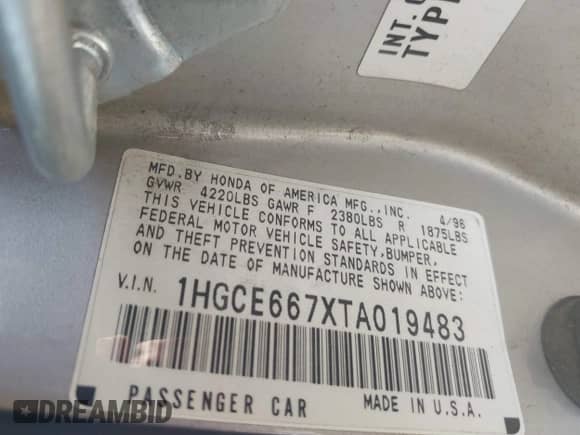 INT.
TYPE
MFD. BY HONDA OF AMERICA MFG., INC. 4/96
GVWR 4220LBS GAWR F 2380LBS R 1875LBS
THIS VEHICLE CONFORMS TO ALL APPLICABLE
FEDERAL MOTOR VEHICLE SAFETY, BUMPER,
AND THEFT PREVENTION STANDARDS IN EFFECT
ON THE DATE OF MANUFACTURE SHOWN ABOVE:
V.I.N. 1HGCE667XTA019483
PASSENGER CAR MADE IN U.S.A.
DREAMBID